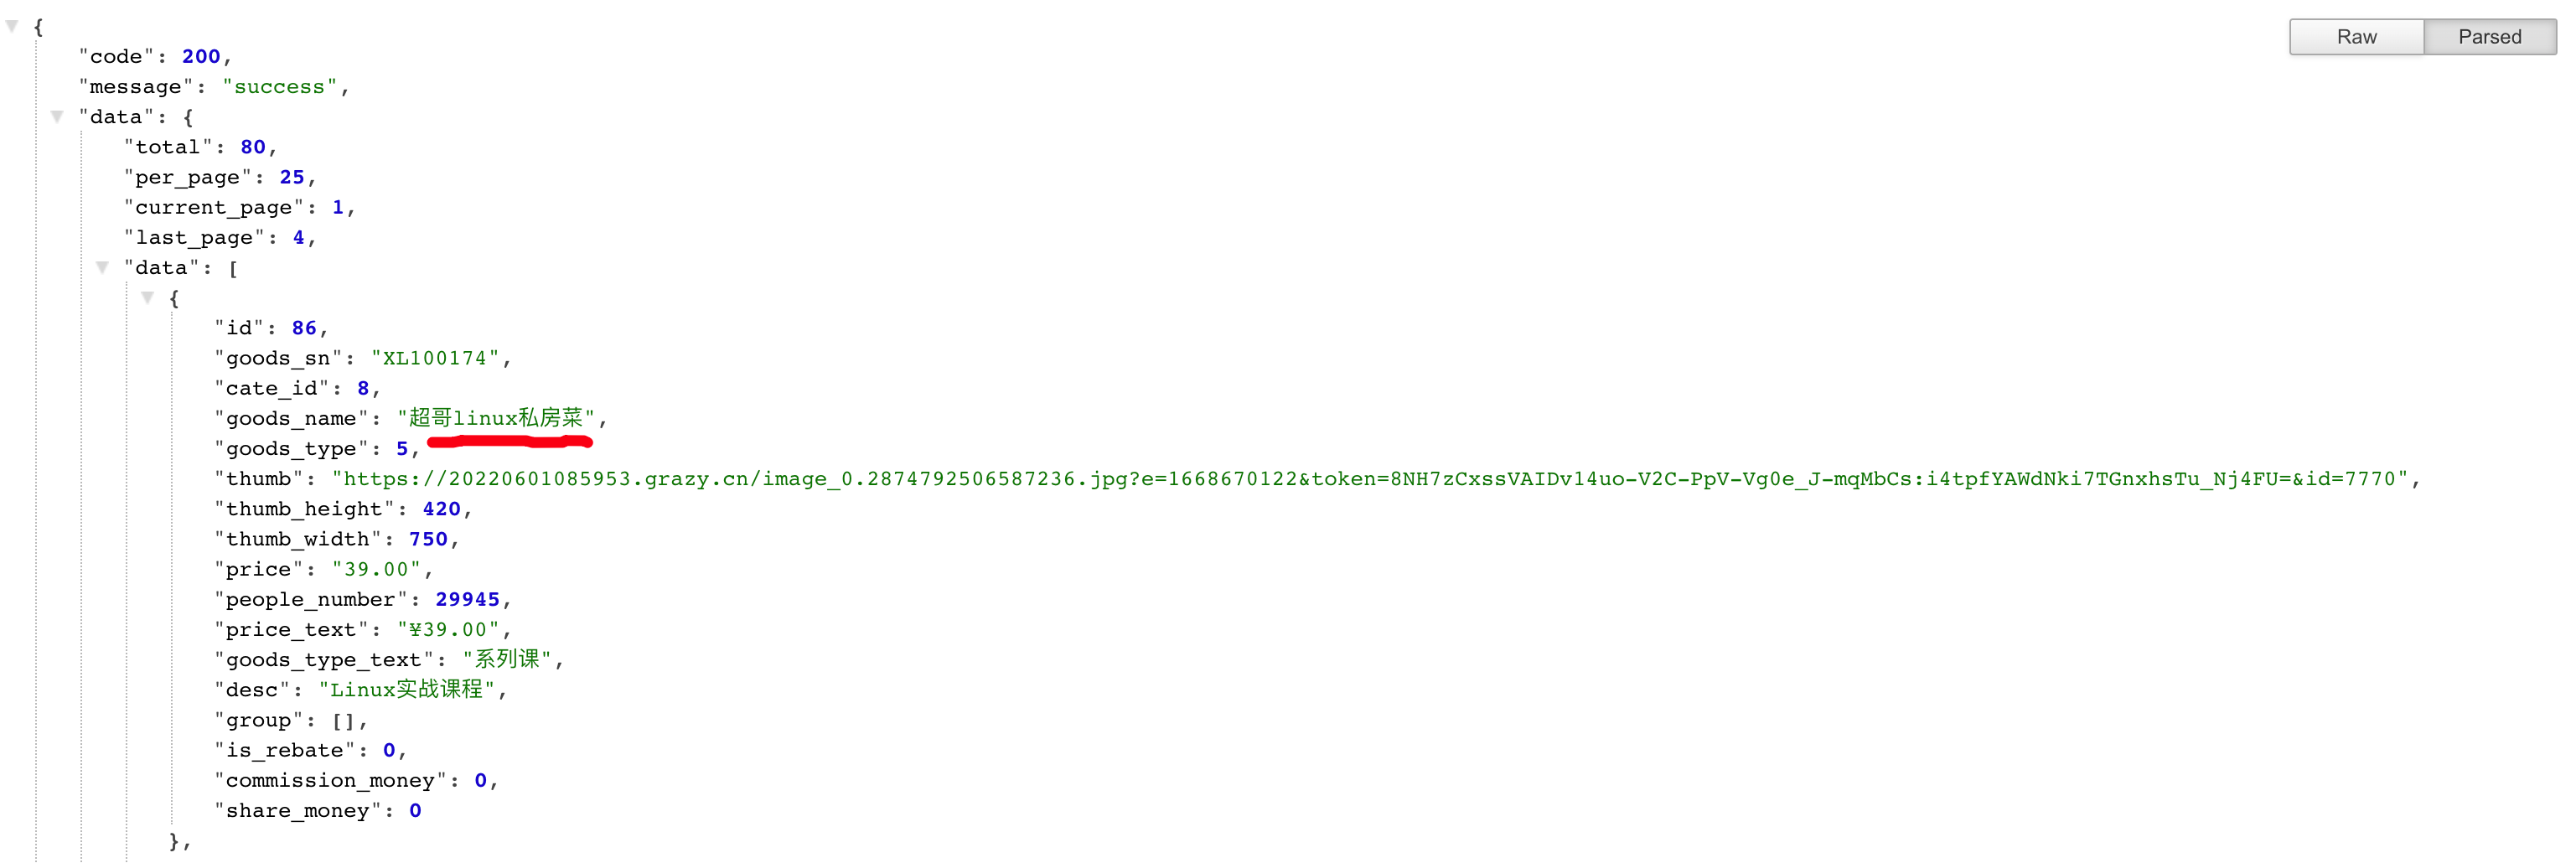 {
Raw Parsed
"code": 200,
"message": "success",
"data": {
"total": 80,
"per_page": 25,
"current_page": 1,
"last_page": 4,
"data": [
{
"id": 86,
"goods_sn": "XL100174",
"cate_id": 8,
"goods_name": "超哥linux私房菜",
"goods_type": 5,
"thumb": "https://20220601085953.grazy.cn/image_0.2874792506587236.jpg?e=1668670122&token=8NH7zCxssVAIDvl4uo-V2C-PpV-Vg0e_J-mqMbCs:i4tpfYAWdNki7TGnxhsTu_Nj4FU=&id=7770",
"thumb_height": 420,
"thumb_width": 750,
"price": "39.00",
"people_number": 29945,
"price_text": "¥39.00",
"goods_type_text": "系列课",
"desc": "Linux实战课程",
"group": [],
"is_rebate": 0,
"commission_money": 0,
"share_money": 0
},